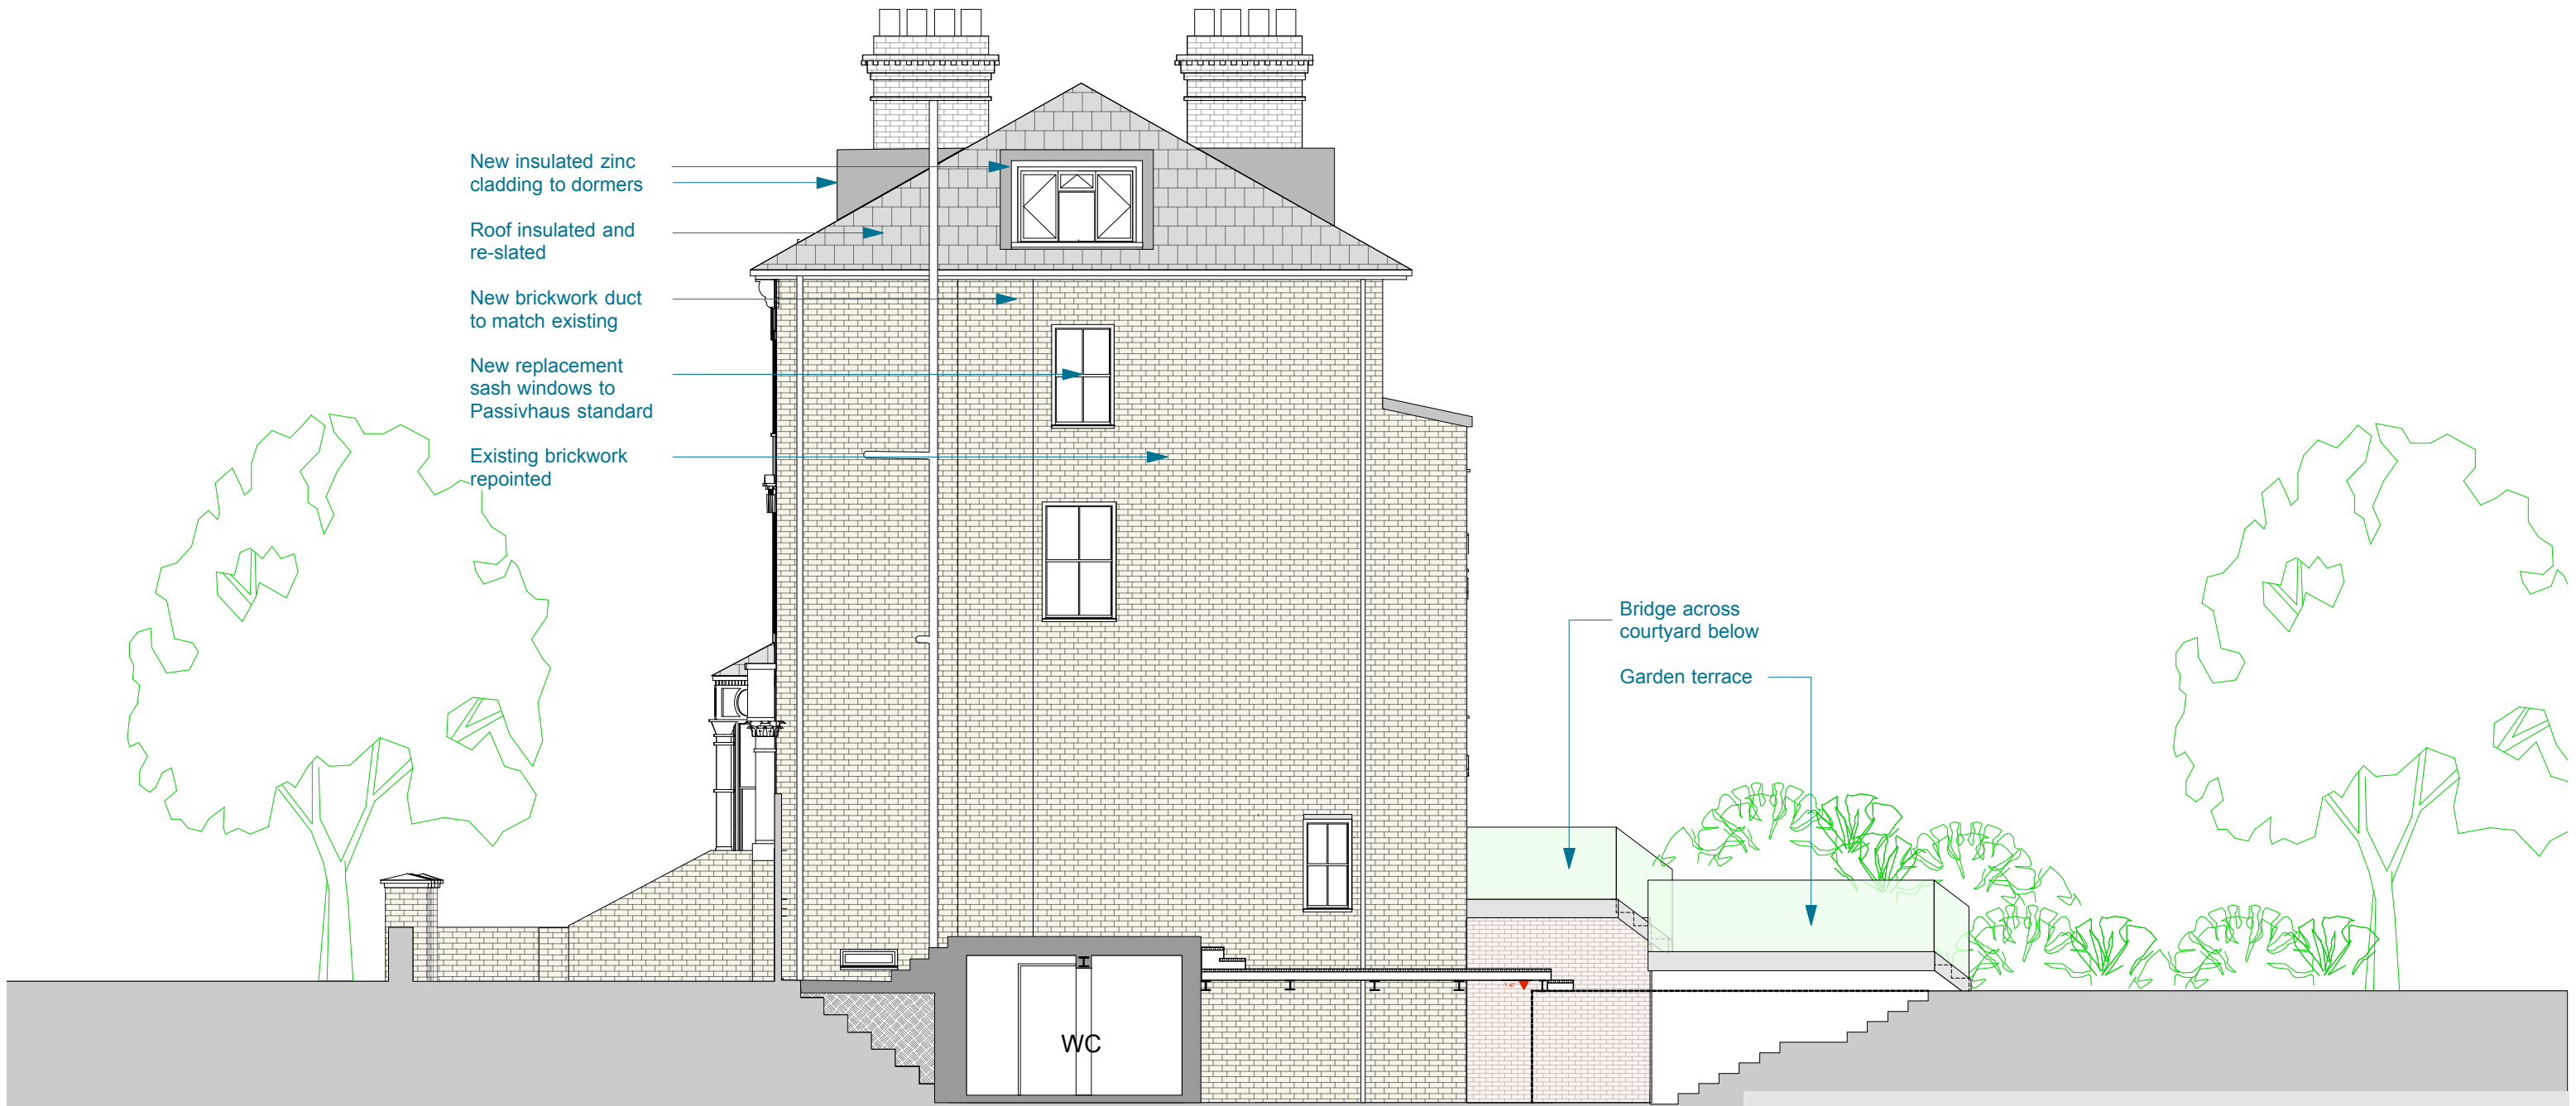 New insulated zinc
cladding to dormers
Roof insulated and
re-slated
New brickwork duct
to match existing
New replacement
sash windows to
Passivhaus standard
Existing brickwork
repointed
Bridge across
courtyard below
Garden terrace
WC